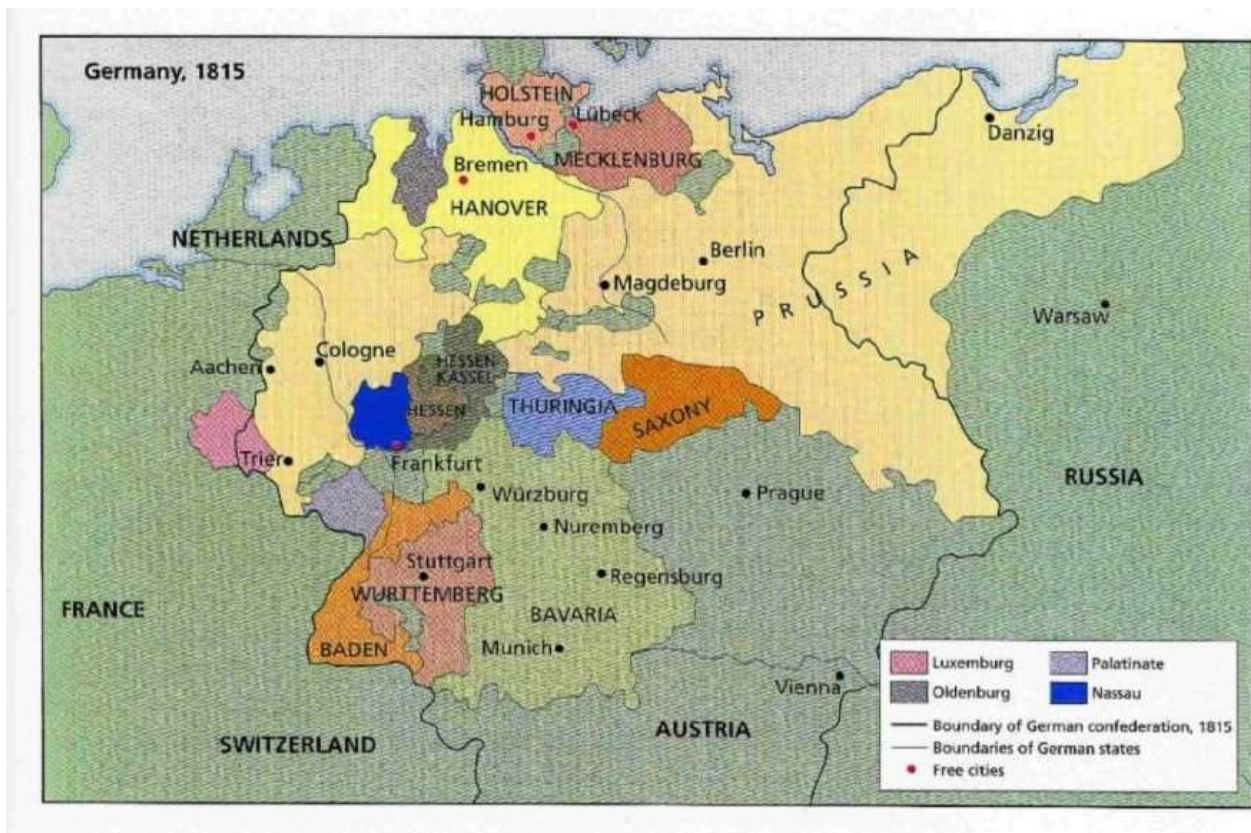 Germany, 1815
HOLSTEIN
Hamburg
Lübeck
Danzig
MECKLENBURG
Bremen
HANOVER
NETHERLANDS
Berlin
Magdeburg
PRUSSIA
Warsaw
Cologne
Aachen
HESSEN
KASSEL
HESSEN
THURINGIA
SAXONY
Trier
Frankfurt
RUSSIA
Würzburg
Prague
Nuremberg
Stuttgart
Regensburg
WURTTEMBERG
FRANCE
BAVARIA
BADEN
Munich
Vienna
SWITZERLAND
AUSTRIA
Luxemburg
Palatinate
Oldenburg
Nassau
Boundary of German confederation, 1815
Boundaries of German states
Free cities